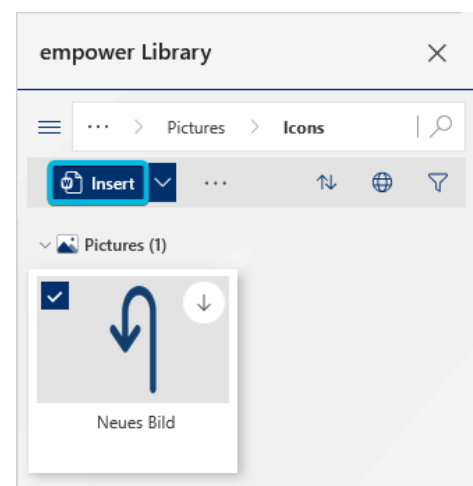 empower Library
··· > Pictures > Icons
Insert ···
Pictures (1)
Neues Bild